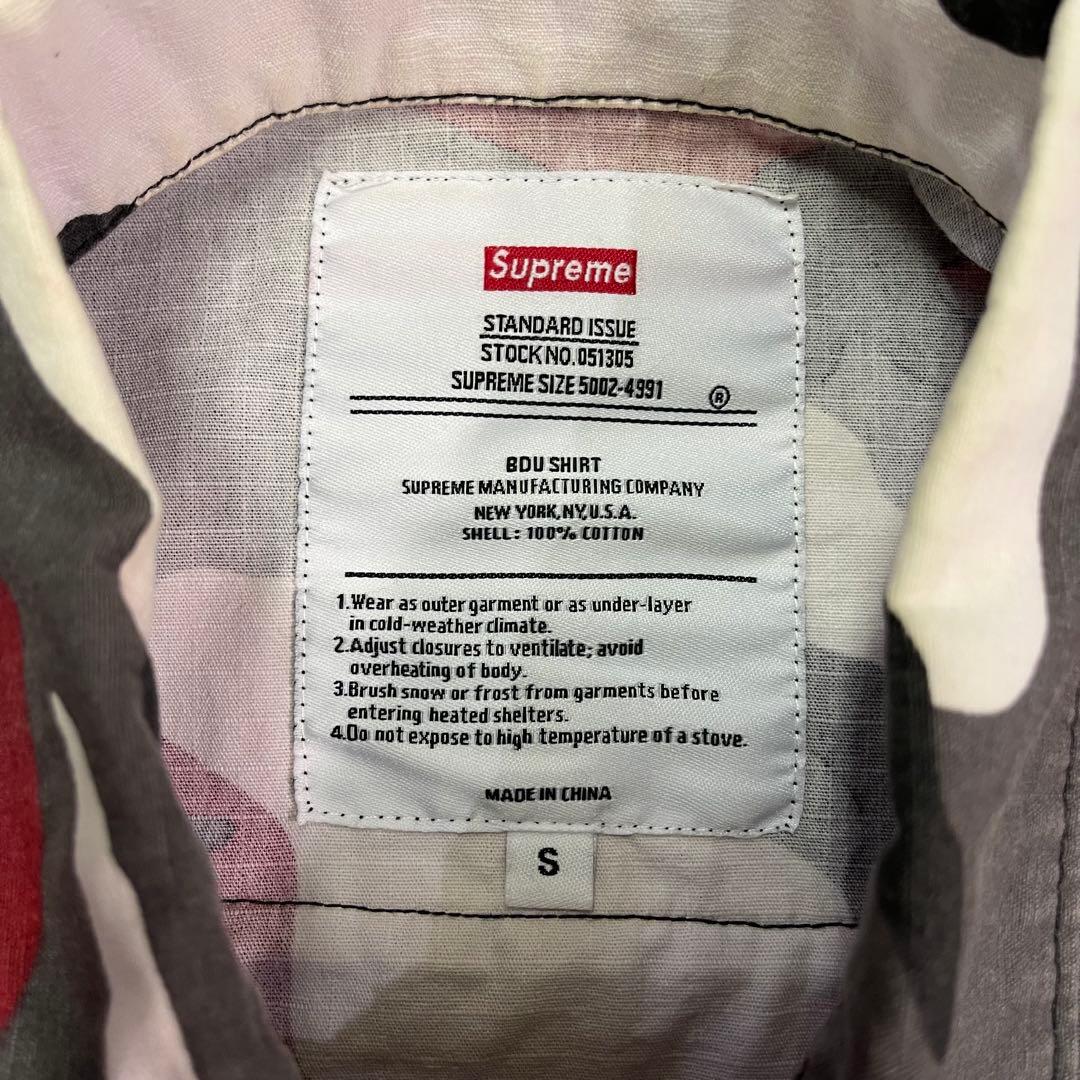 Supreme
STANDARD ISSUE
STOCK NO.051305
SUPREME SIZE 5002-4991 ®
BDU SHIRT
SUPREME MANUFACTURING COMPANY
NEW YORK,NY,U.S.A.
SHELL: 100% COTTON
1.Wear as outer garment or as under-layer
in cold-weather climate.
2.Adjust closures to ventilate; avoid
overheating of body.
3.Brush snow or frost from garments before
entering heated shelters.
4.Do not expose to high temperature of a stove.
MADE IN CHINA
S